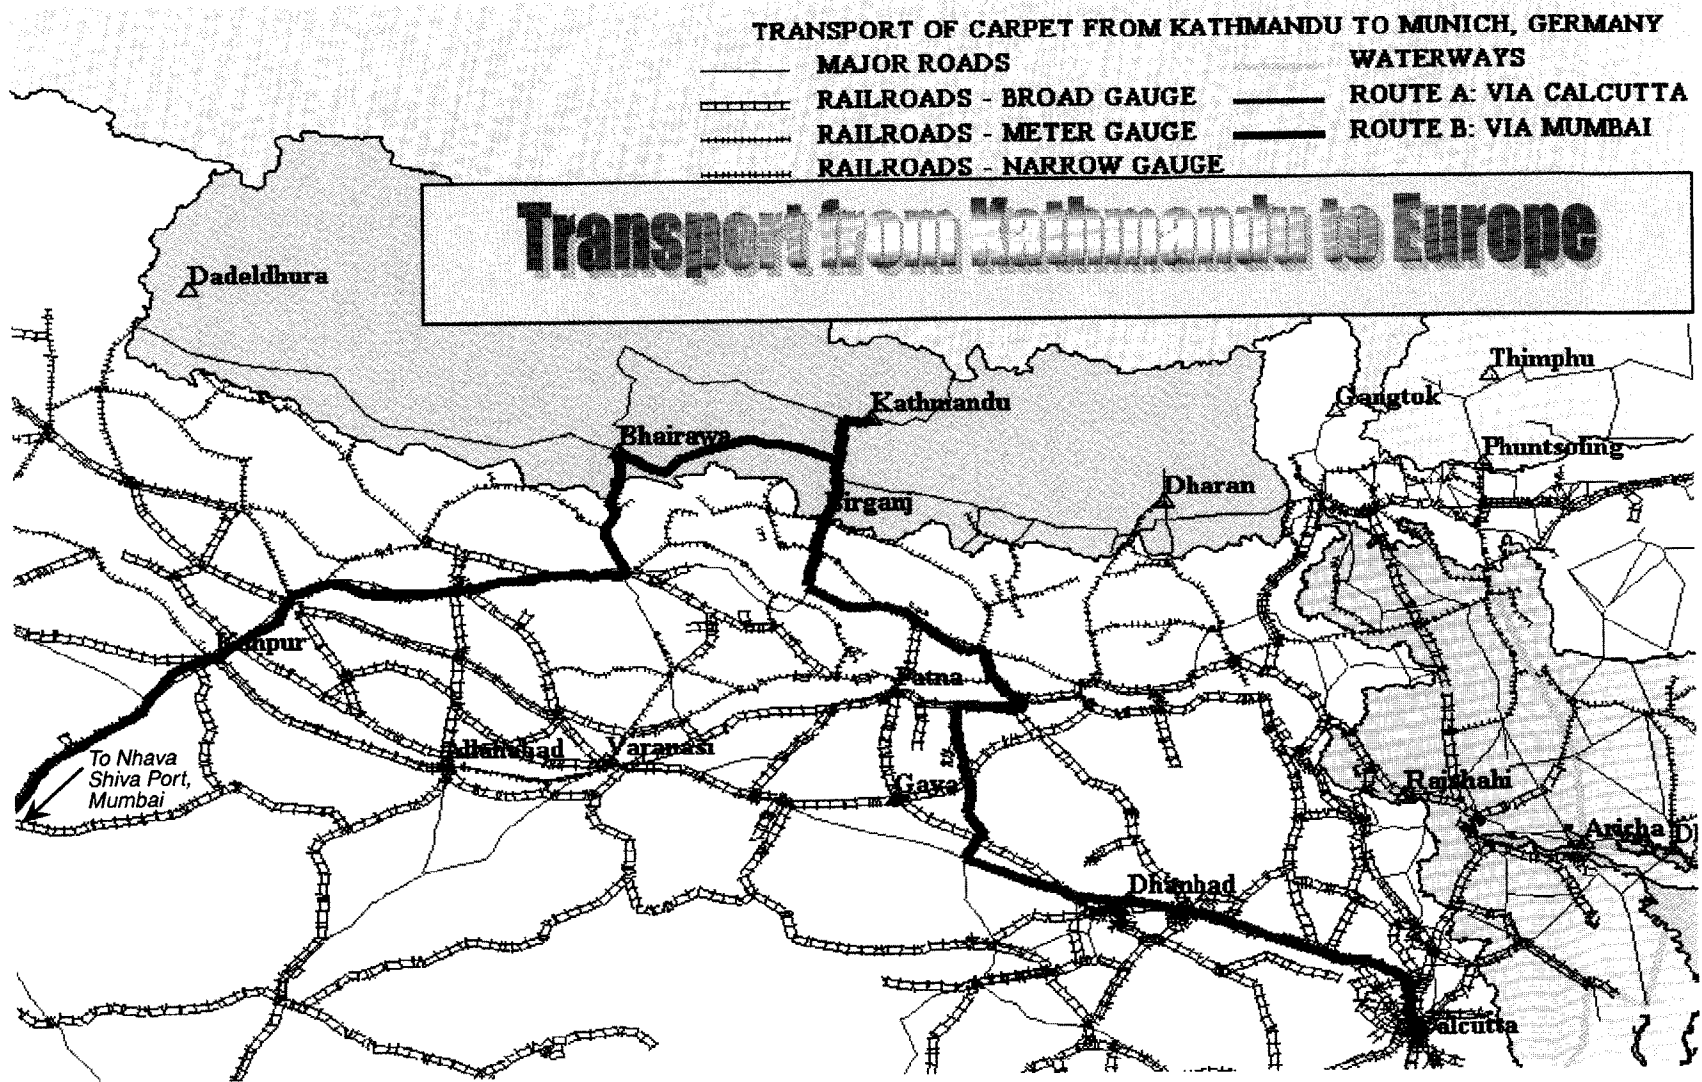 TRANSPORT OF CARPET FROM KATHMANDU TO MUNICH, GERMANY
MAJOR ROADS
WATERWAYS
RAILROADS - BROAD GAUGE
ROUTE A: VIA CALCUTTA
RAILROADS - METER GAUGE
ROUTE B: VIA MUMBAI
RAILROADS - NARROW GAUGE
Transport from Kathmandu to Europe
Dadeldhura
Thimphu
Gangtok
Kathmandu
Bhairawa
Phuntsoling
Dharan
Birganj
Kanpur
Patna
Allahabad
Varanasi
To Nhava
Shiva Port,
Mumbai
Gaya
Rajshahi
Aricha
Dhanbad
Calcutta